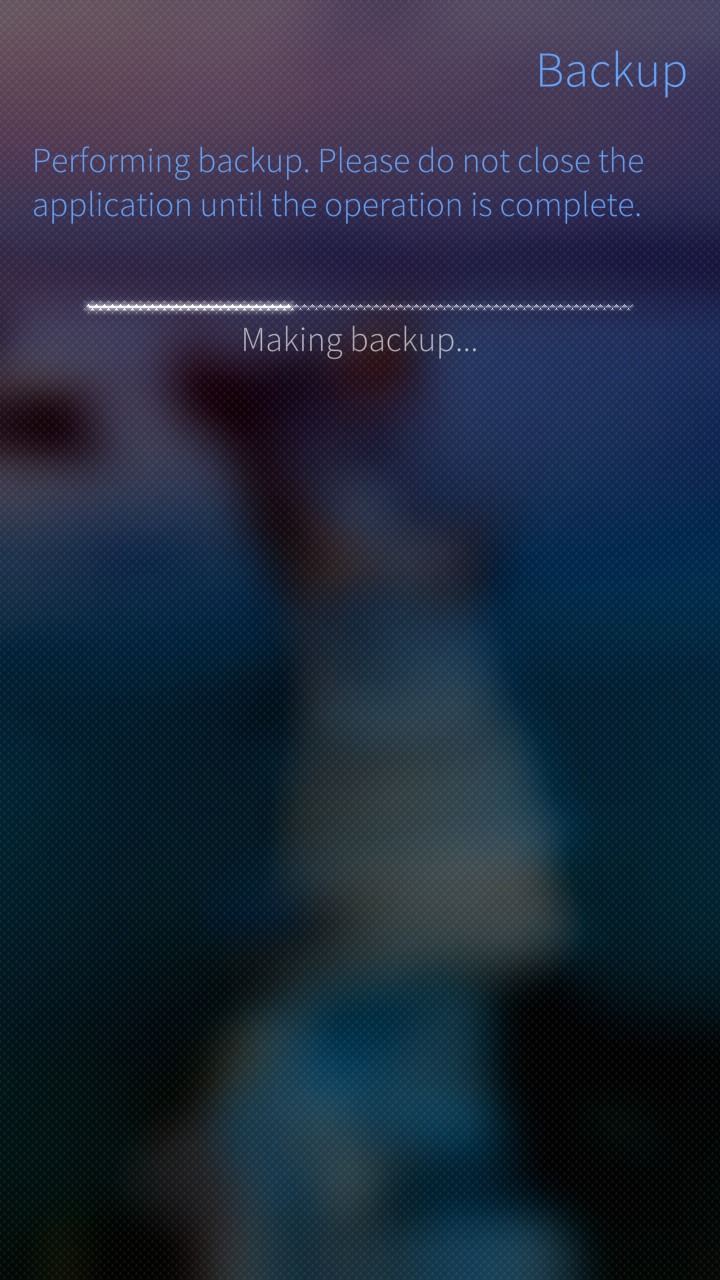 Backup
Performing backup. Please do not close the
application until the operation is complete.
Making backup...